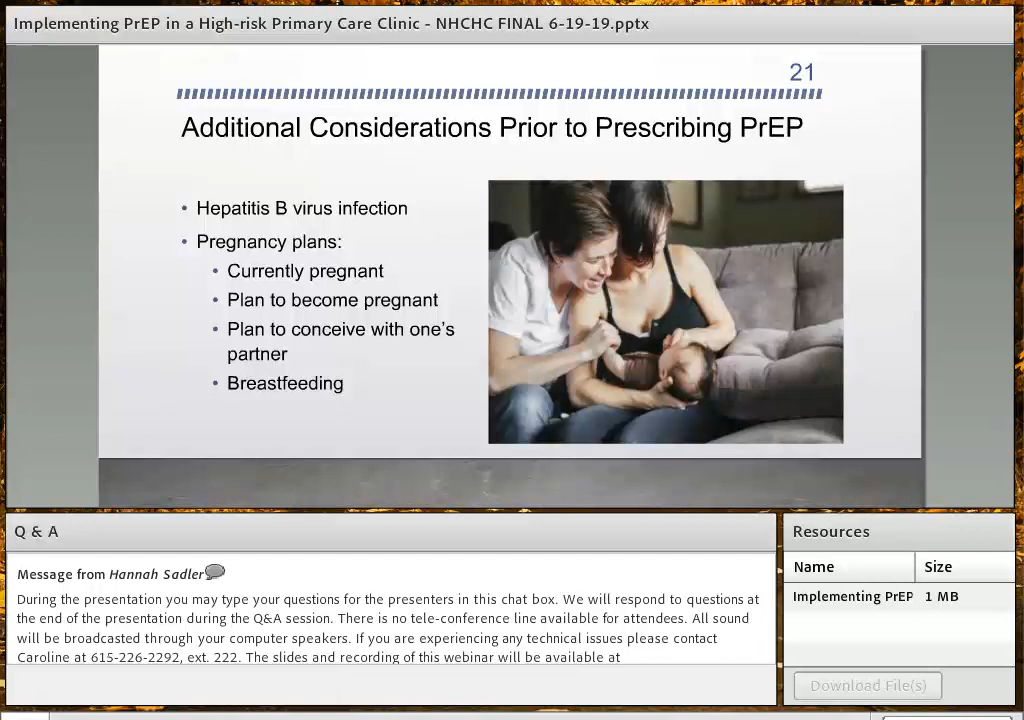 Implementing PrEP in a High-risk Primary Care Clinic - NHCHC FINAL 6-19-19.pptx
21
Additional Considerations Prior to Prescribing PrEP
• Hepatitis B virus infection
• Pregnancy plans:
• Currently pregnant
• Plan to become pregnant
• Plan to conceive with one's
partner
• Breastfeeding
Q & A
Message from Hannah Sadler
During the presentation you may type your questions for the presenters in this chat box. We will respond to questions at
the end of the presentation during the Q&A session. There is no tele-conference line available for attendees. All sound
will be broadcasted through your computer speakers. If you are experiencing any technical issues please contact
Caroline at 615-226-2292, ext. 222. The slides and recording of this webinar will be available at
Resources
Name Size
Implementing PrEP 1 MB
Download File(s)